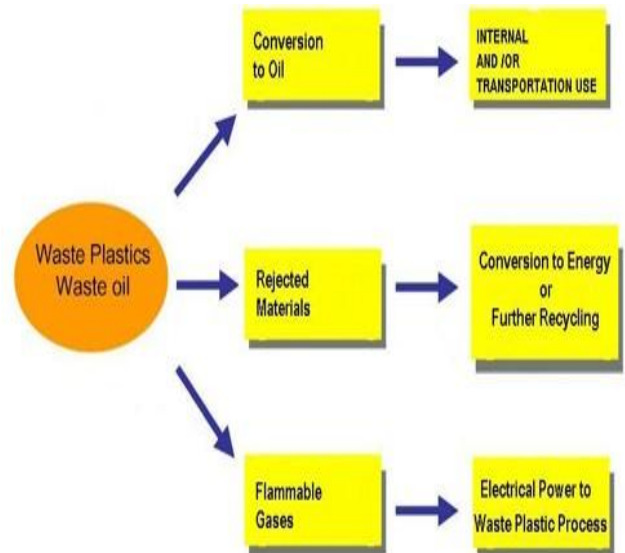 Conversion
to Oil
INTERNAL
AND /OR
TRANSPORTATION USE
Waste Plastics
Waste oil
Rejected
Materials
Conversion to Energy
or
Further Recycling
Flammable
Gases
Electrical Power to
Waste Plastic Process